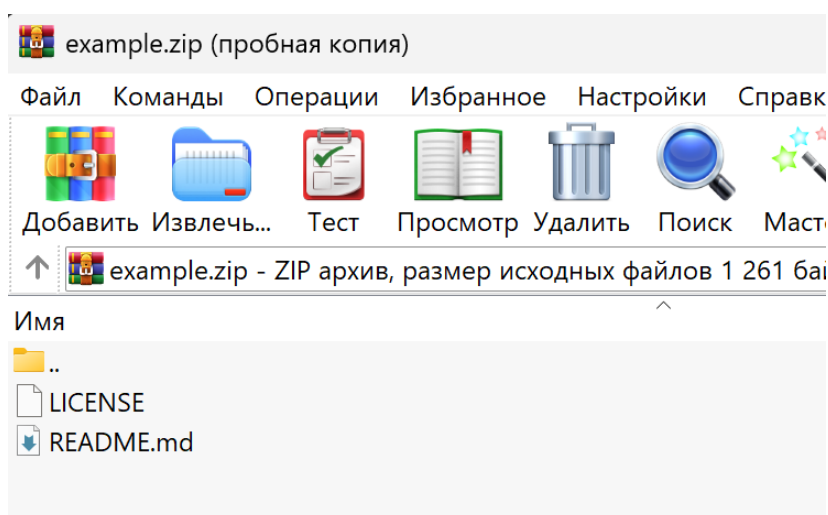 example.zip (пробная копия)
Файл Команды Операции Избранное Настройки Справк
Добавить Извлечь... Тест Просмотр Удалить Поиск Масте
example.zip - ZIP архив, размер исходных файлов 1 261 бай
Имя
..
LICENSE
README.md